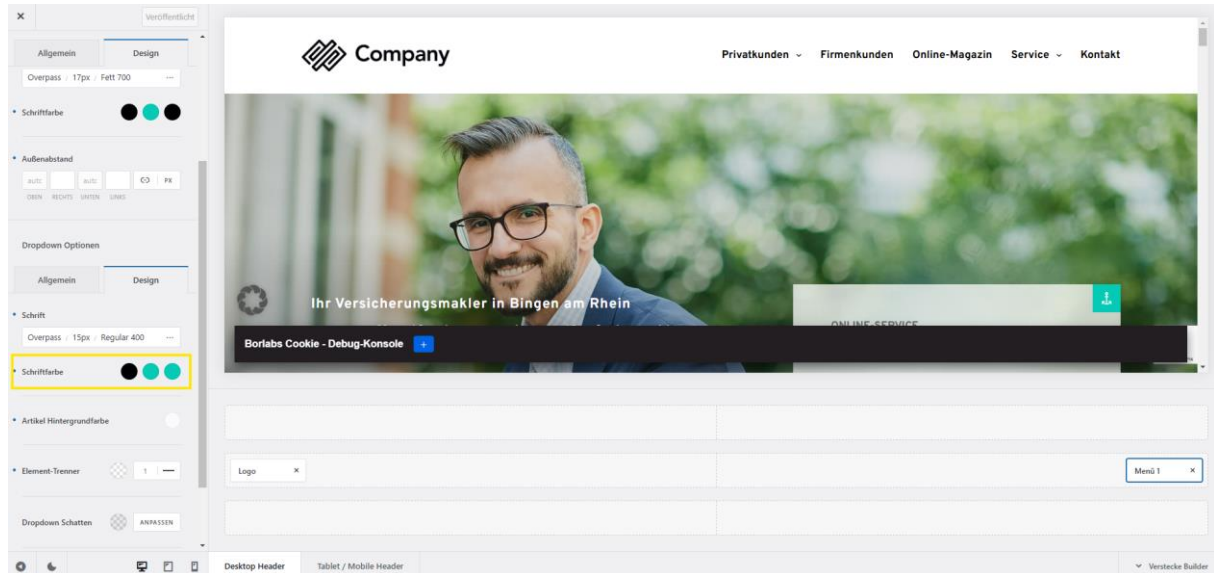 Veröffentlicht
Allgemein Design
Overpass / 17px / Fett 700
Schriftfarbe
Außenabstand
auto auto PX
OBEN RECHTS UNTEN LINKS
Dropdown Optionen
Allgemein Design
Schrift
Overpass / 15px / Regular 400
Schriftfarbe
Artikel Hintergrundfarbe
Element-Trenner 1
Dropdown Schatten ANPASSEN
Company
Privatkunden Firmenkunden Online-Magazin Service Kontakt
Ihr Versicherungsmakler in Bingen am Rhein
ONLINE-SERVICE
Borlabs Cookie - Debug-Konsole +
Logo ×
Menü 1 ×
Desktop Header Tablet / Mobile Header
Verstecke Builder